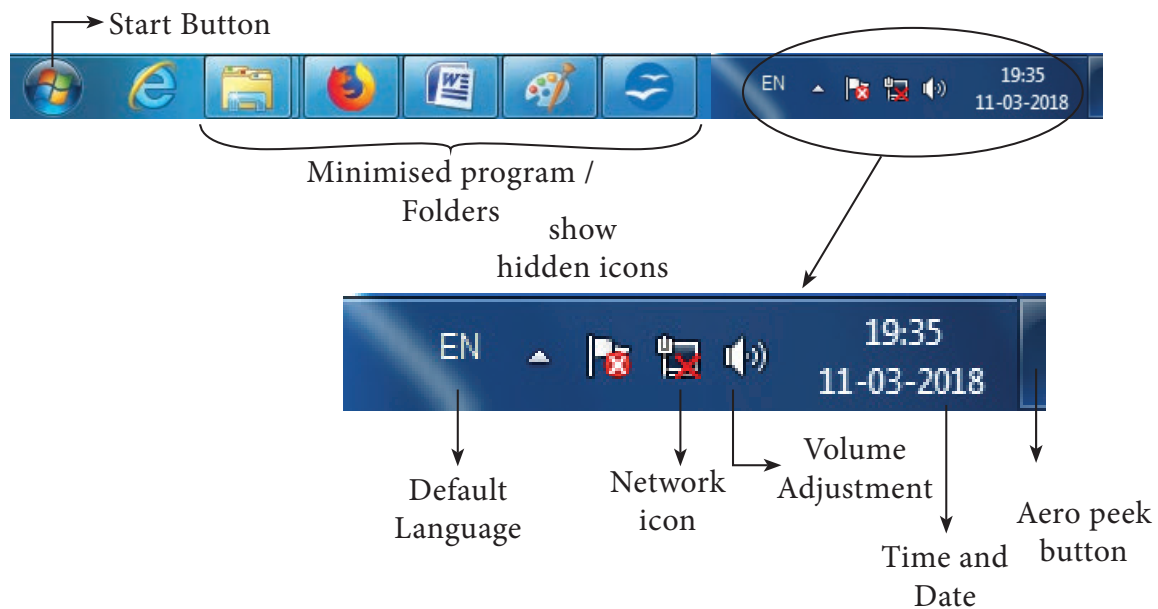 Start Button
EN
19:35
11-03-2018
Minimised program /
Folders
show
hidden icons
EN
19:35
11-03-2018
Default
Language
Network
icon
Volume
Adjustment
Time and
Date
Aero peek
button